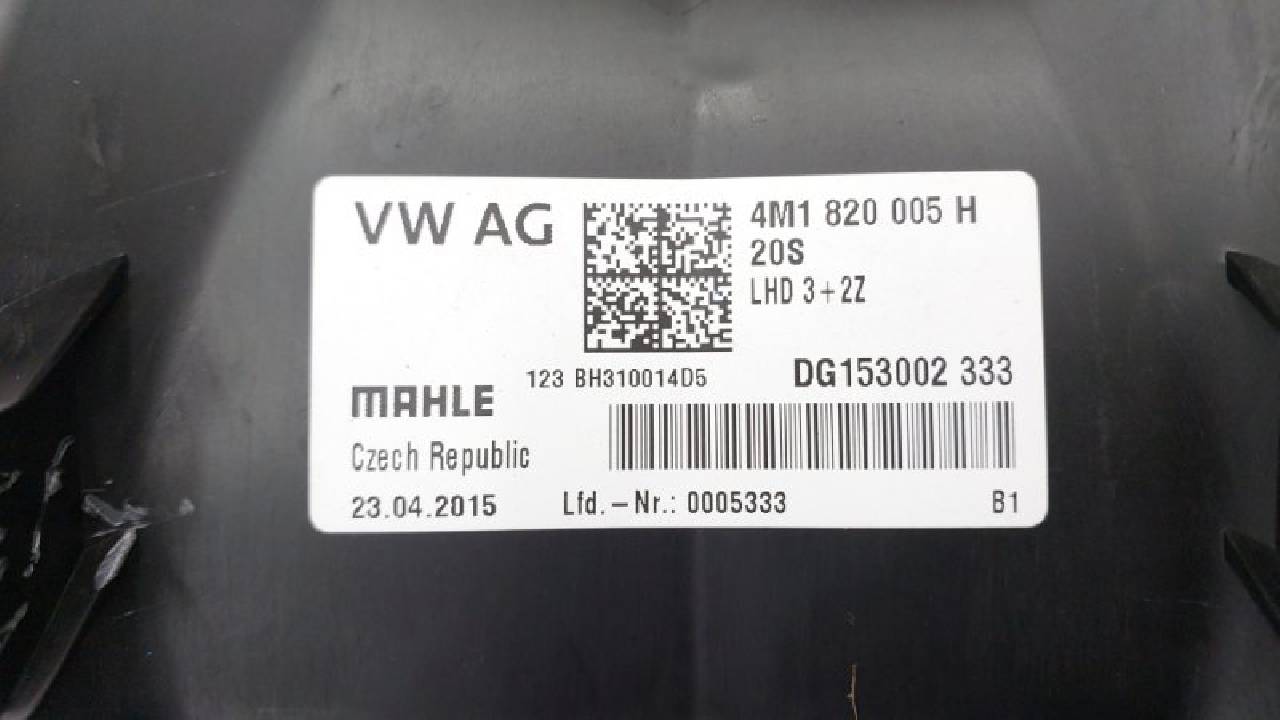 VW AG
4M1 820 005 H
20S
LHD 3+2Z
123 BH310014D5
DG153002 333
MAHLE
Czech Republic
23.04.2015
Lfd.-Nr.: 0005333
B1